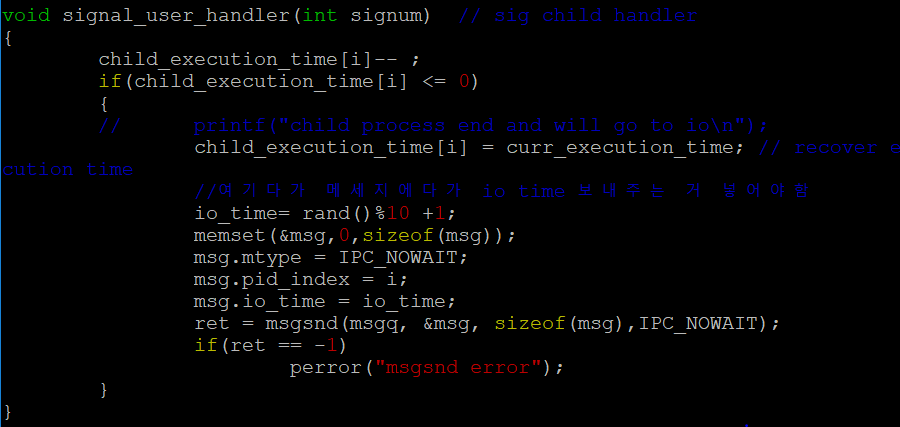 void signal_user_handler(int signum)  // sig child handler
{
        child_execution_time[i]-- ;
        if(child_execution_time[i] <= 0)
        {
        //      printf("child process end and will go to io\n");
                child_execution_time[i] = curr_execution_time; // recover e
cution time
                //여기다가 메세지에다가 io time 보내주는 거 넣어야함
                io_time= rand()%10 +1;
                memset(&msg,0,sizeof(msg));
                msg.mtype = IPC_NOWAIT;
                msg.pid_index = i;
                msg.io_time = io_time;
                ret = msgsnd(msgq, &msg, sizeof(msg),IPC_NOWAIT);
                if(ret == -1)
                        perror("msgsnd error");
        }
}